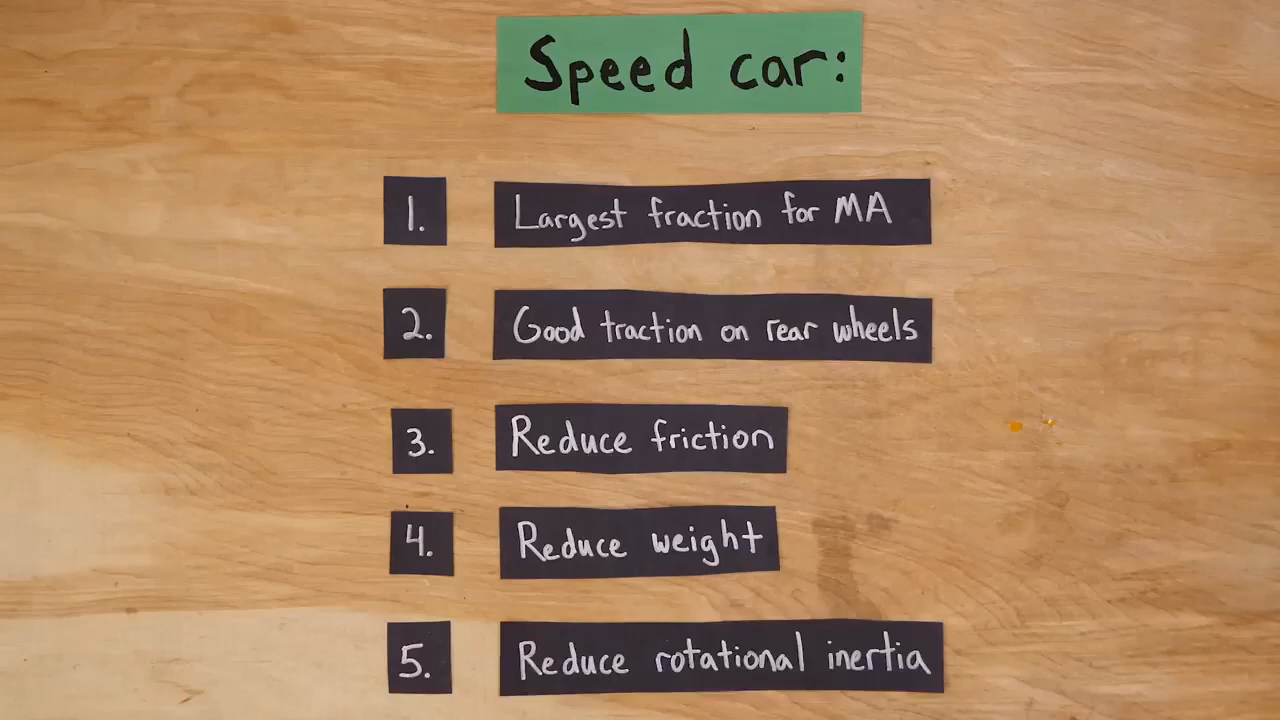 Speed car:
1. Largest fraction for MA
2. Good traction on rear wheels
3. Reduce friction
4. Reduce weight
5. Reduce rotational inertia